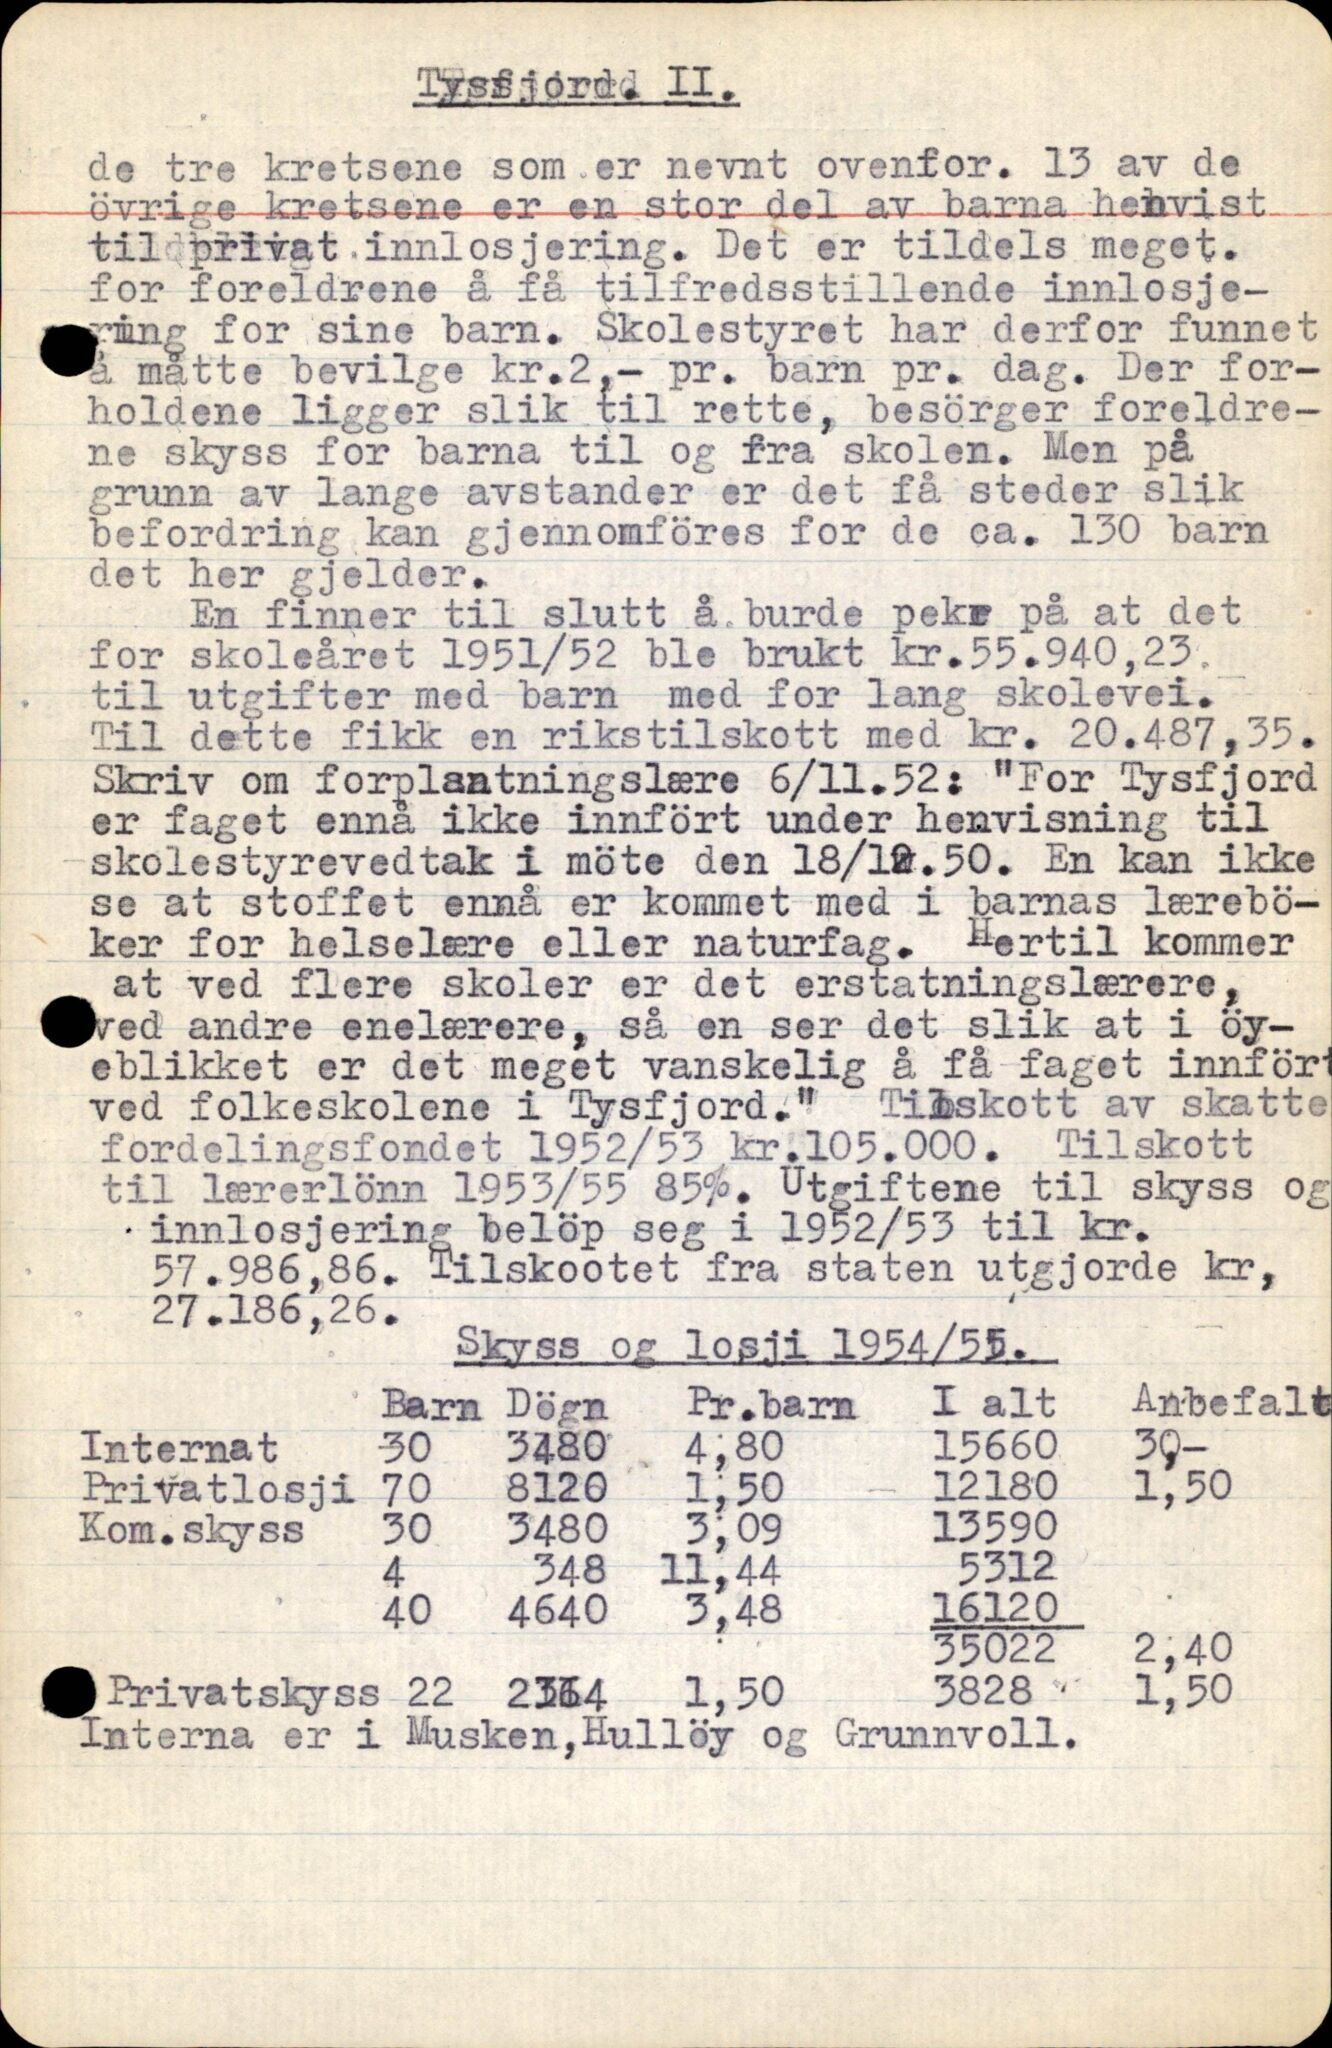 Tysfjord. II.
de tre kretsene som er nevnt ovenfor. 13 av de
övrige kretsene er en stor del av barna henvist
til privat innlosjering. Det er tildels meget.
for foreldrene å få tilfredsstillende innlosje-
ring for sine barn. Skolestyret har derfor funnet
å måtte bevilge kr.2,- pr. barn pr. dag. Der for-
holdene ligger slik til rette, besörger foreldre-
ne skyss for barna til og fra skolen. Men på
grunn av lange avstander er det få steder slik
befordring kan gjennomföres for de ca. 130 barn
det her gjelder.
En finner til slutt å burde peke på at det
for skoleåret 1951/52 ble brukt kr.55.940,23.
til utgifter med barn med for lang skolevei.
Til dette fikk en rikstilskott med kr. 20.487,35.
Skriv om forplantningslære 6/11.52: "For Tysfjord
er faget ennå ikke innfört under henvisning til
skolestyrevedtak i möte den 18/12.50. En kan ikke
se at stoffet ennå er kommet med i barnas lærebö-
ker for helselære eller naturfag. Hertil kommer
at ved flere skoler er det erstatningslærere,
ved andre enelærere, så en ser det slik at i öy-
eblikket er det meget vanskelig å få faget innfört
ved folkeskolene i Tysfjord." Tilskott av skatte
fordelingsfondet 1952/53 kr.105.000. Tilskott
til lærerlönn 1953/55 85%. Utgiftene til skyss og
innlosjering belöp seg i 1952/53 til kr.
57.986,86. Tilskootet fra staten utgjorde kr,
27.186,26.
Skyss og losji 1954/55.
Barn Dögn Pr.barn I alt Anbefalt
Internat 30 3480 4,80 15660 3,-
Privatlosji 70 8120 1,50 12180 1,50
Kom.skyss 30 3480 3,09 13590
4 348 11,44 5312
40 4640 3,48 16120
35022 2,40
Privatskyss 22 1,50 3828 1,50
Interna er i Musken,Hullöy og Grunnvoll.